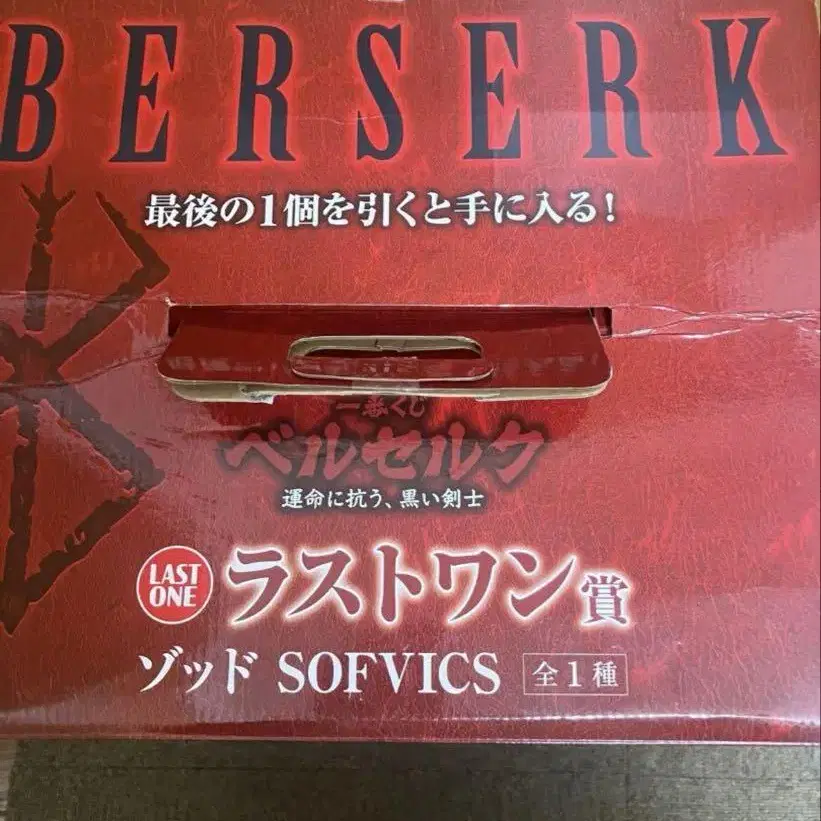 BERSERK
最後の1個を引くと手に入る!
一番くじ
ベルセルク
運命に抗う、黒い剣士
LAST ONE ラストワン賞
ゾッド SOFVICS 全1種